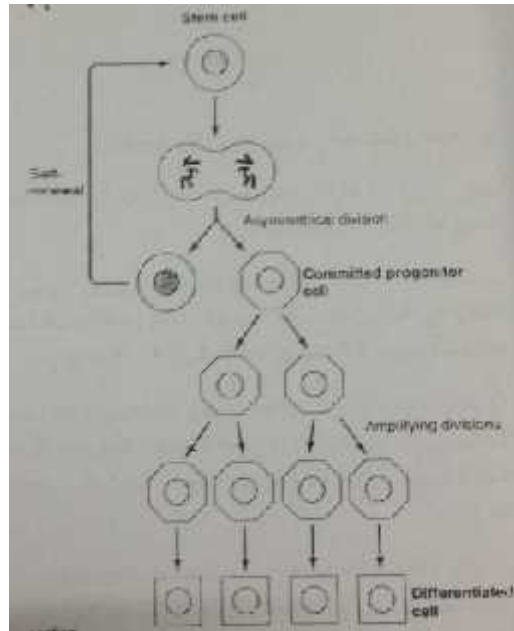 Stem cell
Self-
renewal
Asymmetrical division
Committed progenitor
cell
Amplifying divisions
Differentiated
cell